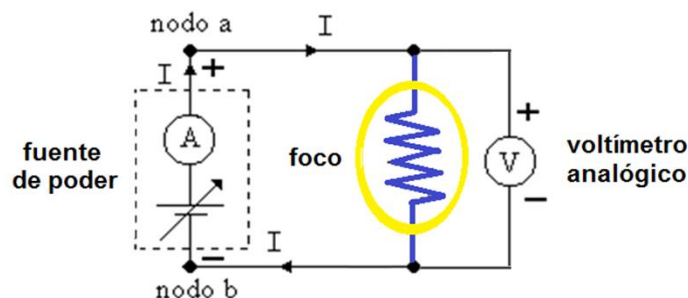 nodo a
I
I
+
A
fuente
de poder
foco
+
V
voltímetro
analógico
−
−
I
nodo b